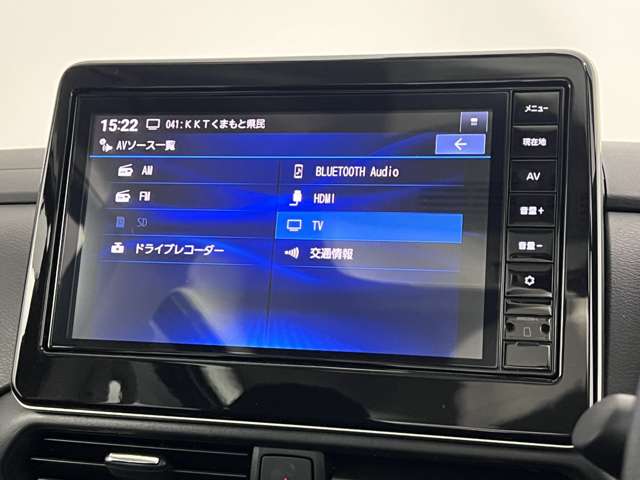 15:22 041:KKTくまもと県民
AVソース一覧
AM
BLUETOOTH Audio
FM
HDMI
SD
TV
ドライブレコーダー
交通情報
メニュー
現在地
AV
音量+
音量-